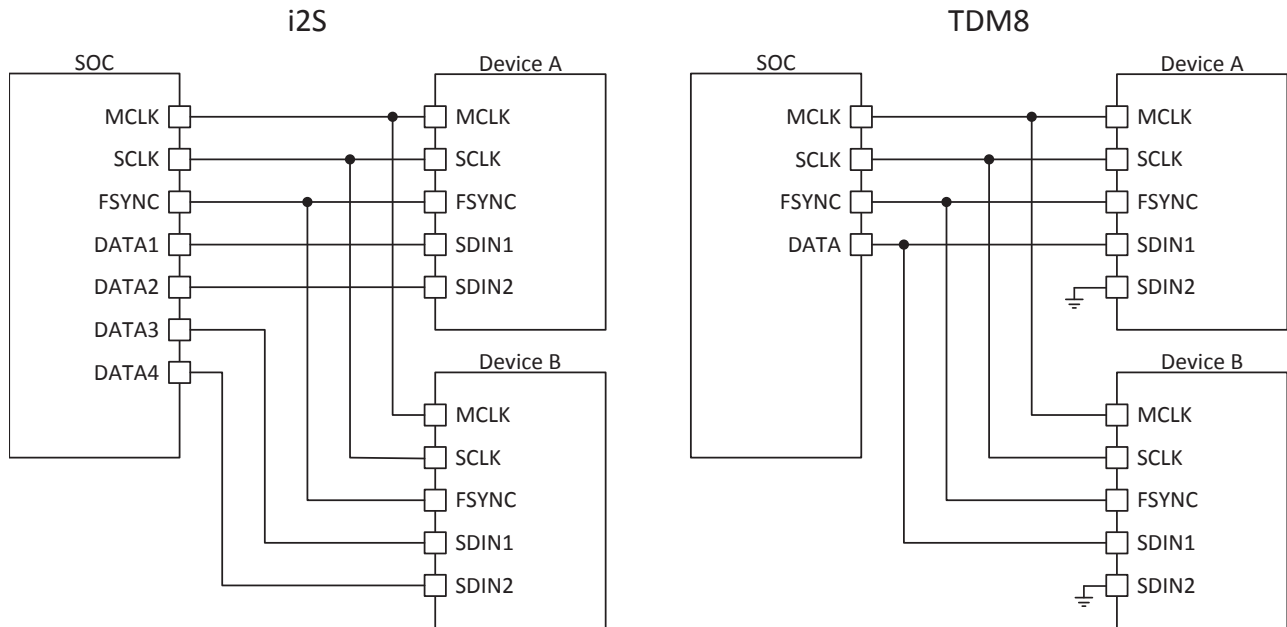 i2S
SOC
MCLK
SCLK
FSYNC
DATA1
DATA2
DATA3
DATA4
Device A
MCLK
SCLK
FSYNC
SDIN1
SDIN2
Device B
MCLK
SCLK
FSYNC
SDIN1
SDIN2
TDM8
SOC
MCLK
SCLK
FSYNC
DATA
Device A
MCLK
SCLK
FSYNC
SDIN1
SDIN2
Device B
MCLK
SCLK
FSYNC
SDIN1
SDIN2